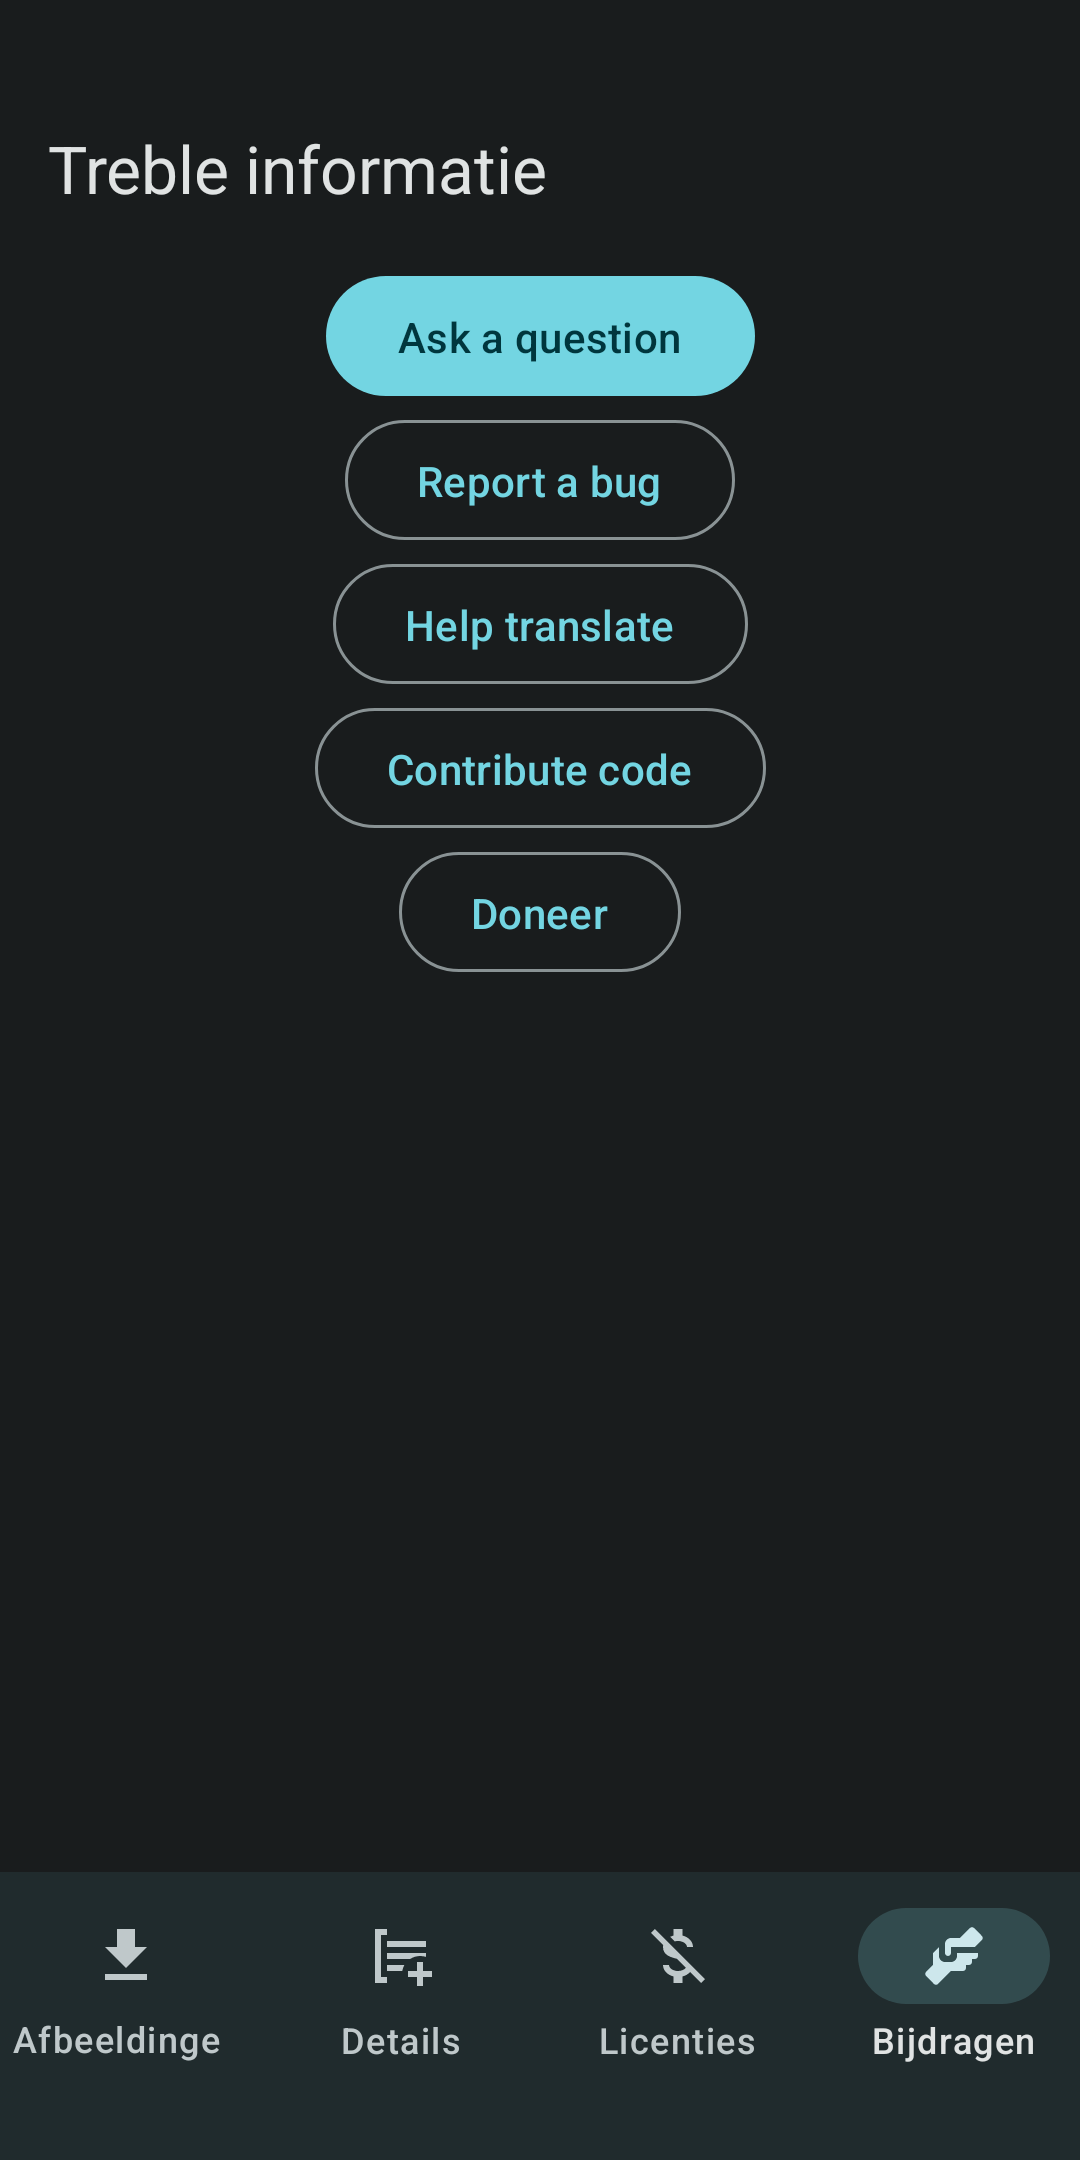 Treble informatie
Ask a question
Report a bug
Help translate
Contribute code
Doneer
Afbeeldinge
Details
Licenties
Bijdragen